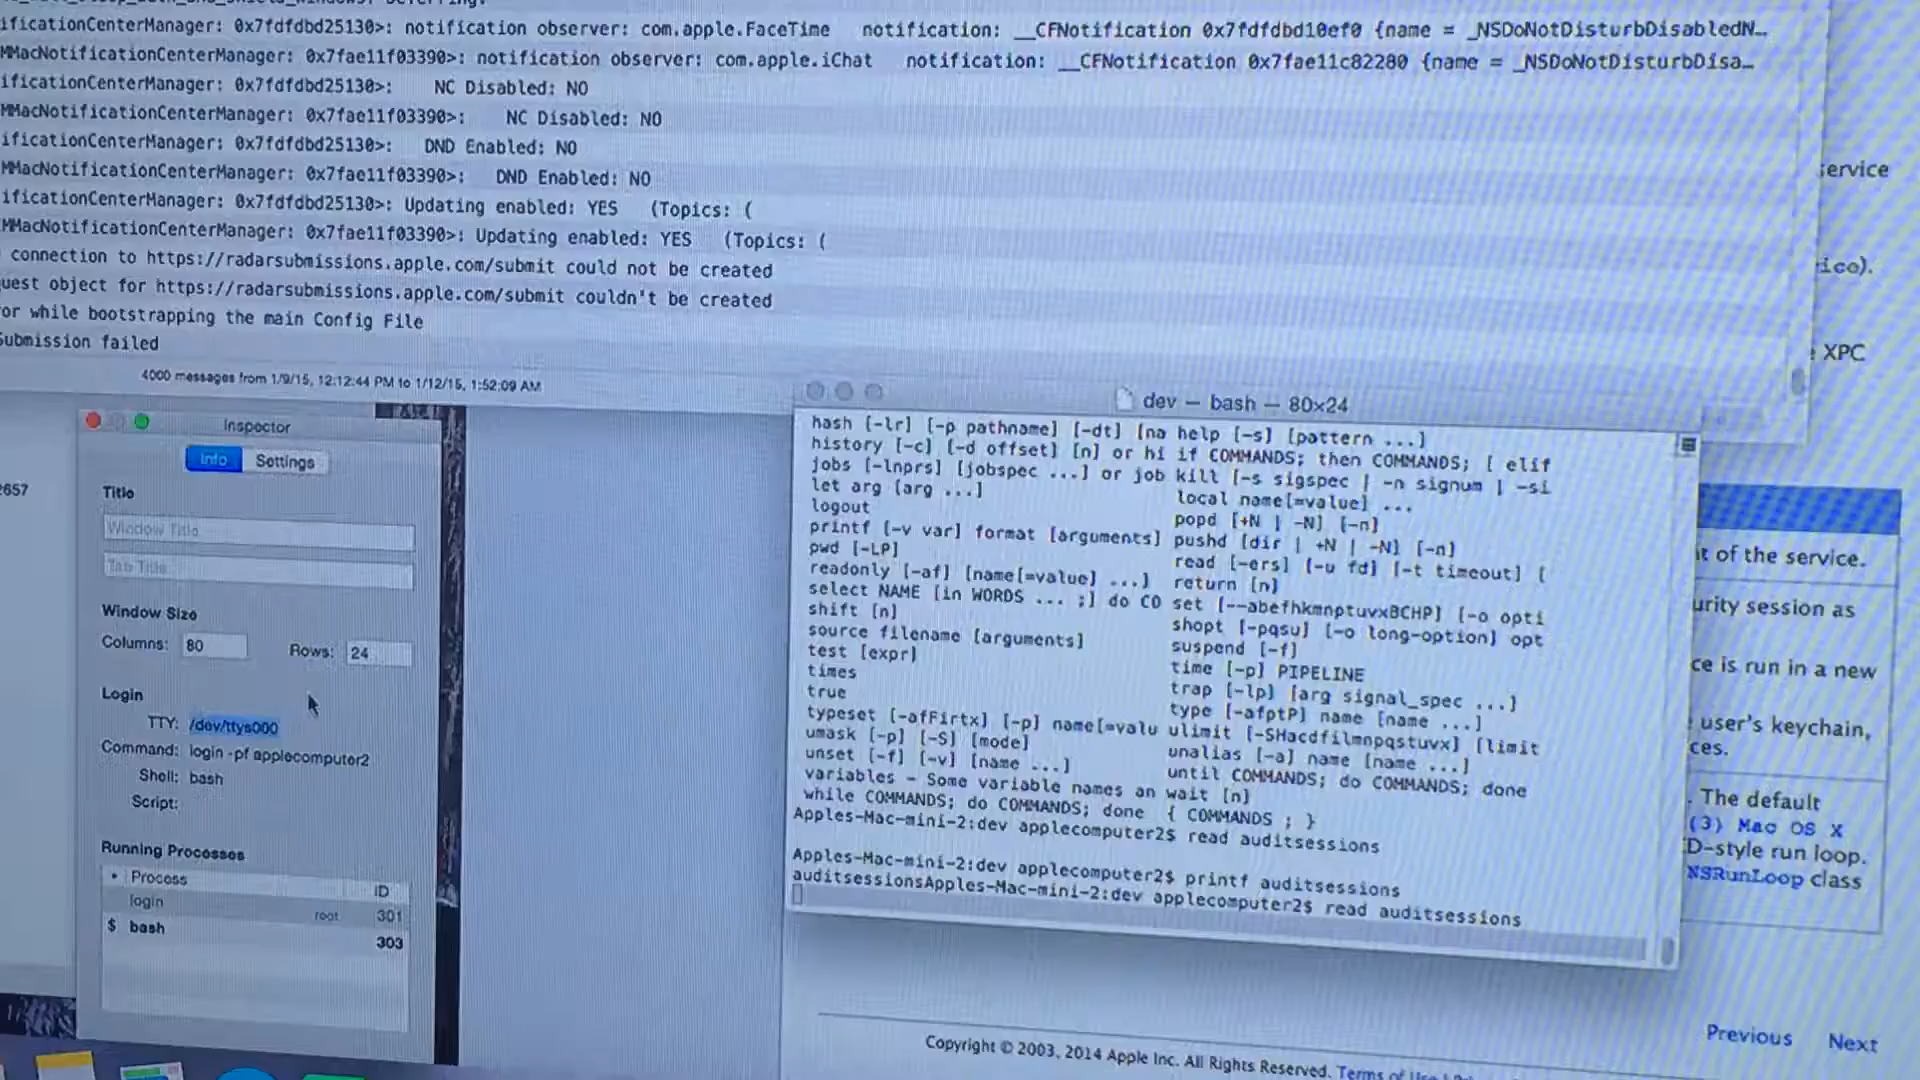 ificationCenterManager: 0x7fdfdbd25130>: notification observer: com.apple.FaceTime notification: __CFNotification 0x7fdfdbd10ef0 {name = _NSDoNotDisturbDisabledN…
MMacNotificationCenterManager: 0x7fae11f03390>: notification observer: com.apple.iChat notification: __CFNotification 0x7fae11c82280 {name = _NSDoNotDisturbDisa…
ificationCenterManager: 0x7fdfdbd25130>: NC Disabled: NO
MMacNotificationCenterManager: 0x7fae11f03390>: NC Disabled: NO
ificationCenterManager: 0x7fdfdbd25130>: DND Enabled: NO
MMacNotificationCenterManager: 0x7fae11f03390>: DND Enabled: NO
ificationCenterManager: 0x7fdfdbd25130>: Updating enabled: YES (Topics: (
MMacNotificationCenterManager: 0x7fae11f03390>: Updating enabled: YES (Topics: (
connection to https://radarsubmissions.apple.com/submit could not be created
uest object for https://radarsubmissions.apple.com/submit couldn't be created
or while bootstrapping the main Config File
Submission failed
4000 messages from 1/9/15, 12:12:44 PM to 1/12/15, 1:52:09 AM
2657
Inspector
Info Settings
Title
Window Title
Tab Title
Window Size
Columns: 80 Rows: 24
Login
TTY: /dev/ttys000
Command: login -pf applecomputer2
Shell: bash
Script:
Running Processes
• Process ID
login root 301
$ bash 303
dev — bash — 80×24
hash [-lr] [-p pathname] [-dt] [na help [-s] [pattern ...]
history [-c] [-d offset] [n] or hi if COMMANDS; then COMMANDS; [ elif
jobs [-lnprs] [jobspec ...] or job kill [-s sigspec | -n signum | -si
let arg [arg ...] local name[=value] ...
logout popd [+N | -N] [-n]
printf [-v var] format [arguments] pushd [dir | +N | -N] [-n]
pwd [-LP] read [-ers] [-u fd] [-t timeout] [
readonly [-af] [name[=value] ...] return [n]
select NAME [in WORDS ... ;] do CO set [--abefhkmnptuvxBCHP] [-o opti
shift [n] shopt [-pqsu] [-o long-option] opt
source filename [arguments] suspend [-f]
test [expr] time [-p] PIPELINE
times trap [-lp] [arg signal_spec ...]
true type [-afptP] name [name ...]
typeset [-afFirtx] [-p] name[=valu ulimit [-SHacdfilmnpqstuvx] [limit
umask [-p] [-S] [mode] unalias [-a] name [name ...]
unset [-f] [-v] [name ...] until COMMANDS; do COMMANDS; done
variables - Some variable names an wait [n]
while COMMANDS; do COMMANDS; done { COMMANDS ; }
Apples-Mac-mini-2:dev applecomputer2$ read auditsessions
Apples-Mac-mini-2:dev applecomputer2$ printf auditsessions
auditsessionsApples-Mac-mini-2:dev applecomputer2$ read auditsessions
ervice
ico).
XPC
it of the service.
urity session as
ce is run in a new
user's keychain,
ces.
. The default
(3) Mac OS X
D-style run loop.
NSRunLoop class
Previous Next
Copyright © 2003, 2014 Apple Inc. All Rights Reserved. Terms of Use